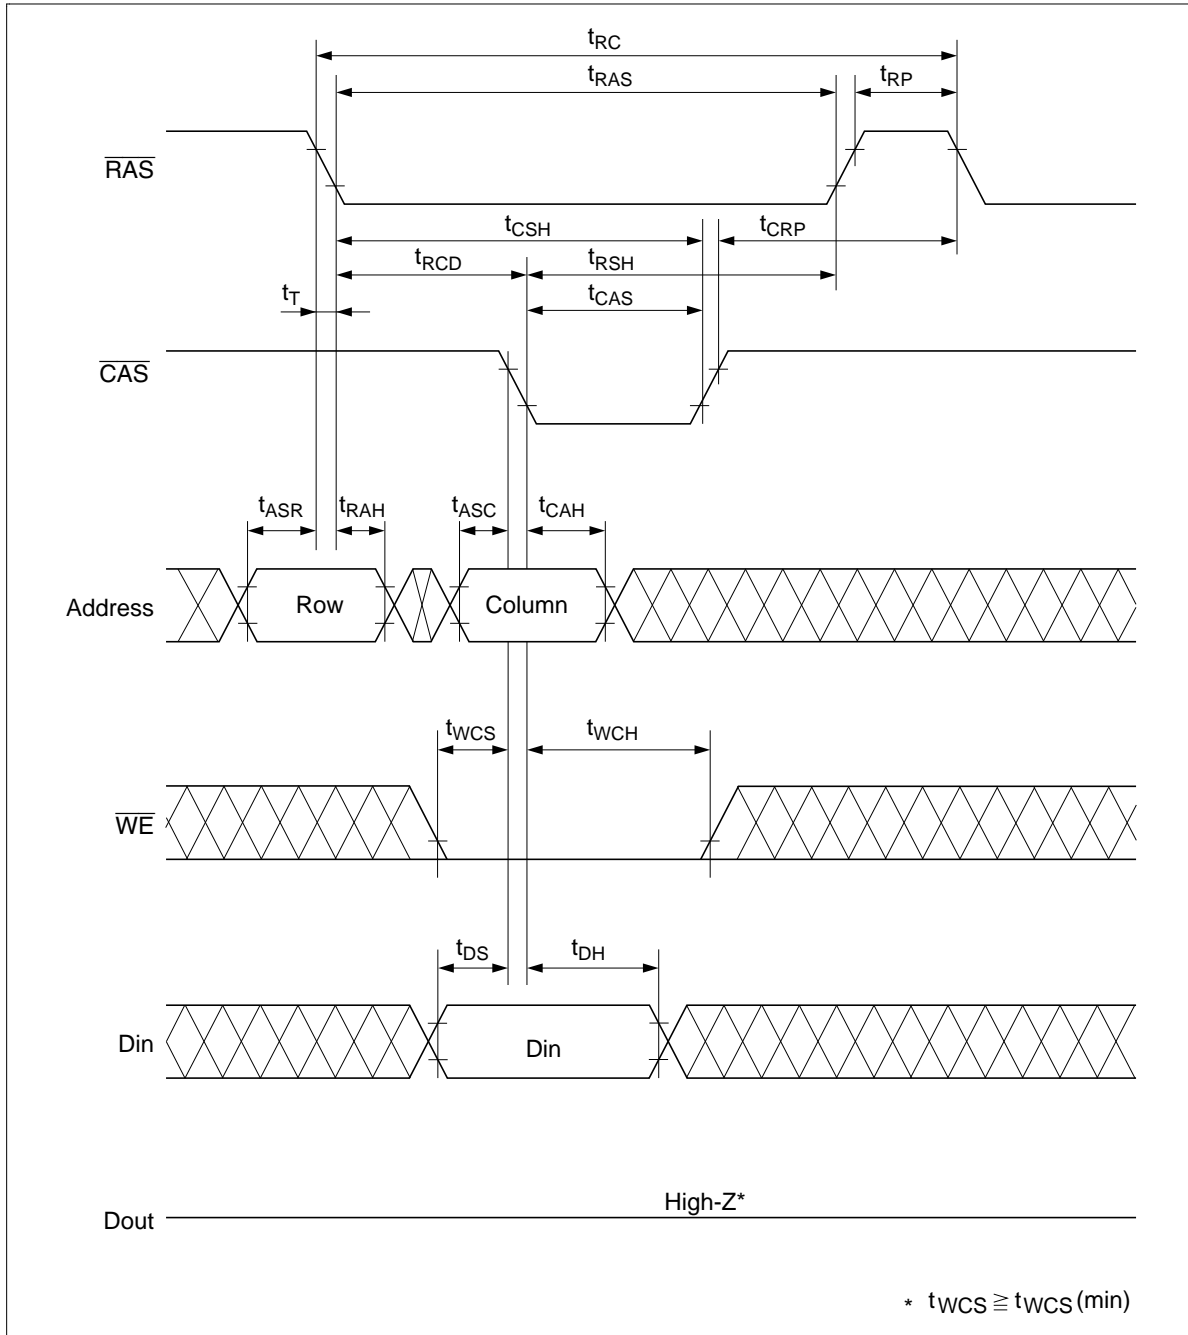 tRC
tRAS
tRP
RAS
tCSH
tCRP
tRCD
tRSH
tT
tCAS
CAS
tASR
tRAH
tASC
tCAH
Address
Row
Column
tWCS
tWCH
WE
tDS
tDH
Din
Din
High-Z*
Dout
* tWCS ≧ tWCS (min)